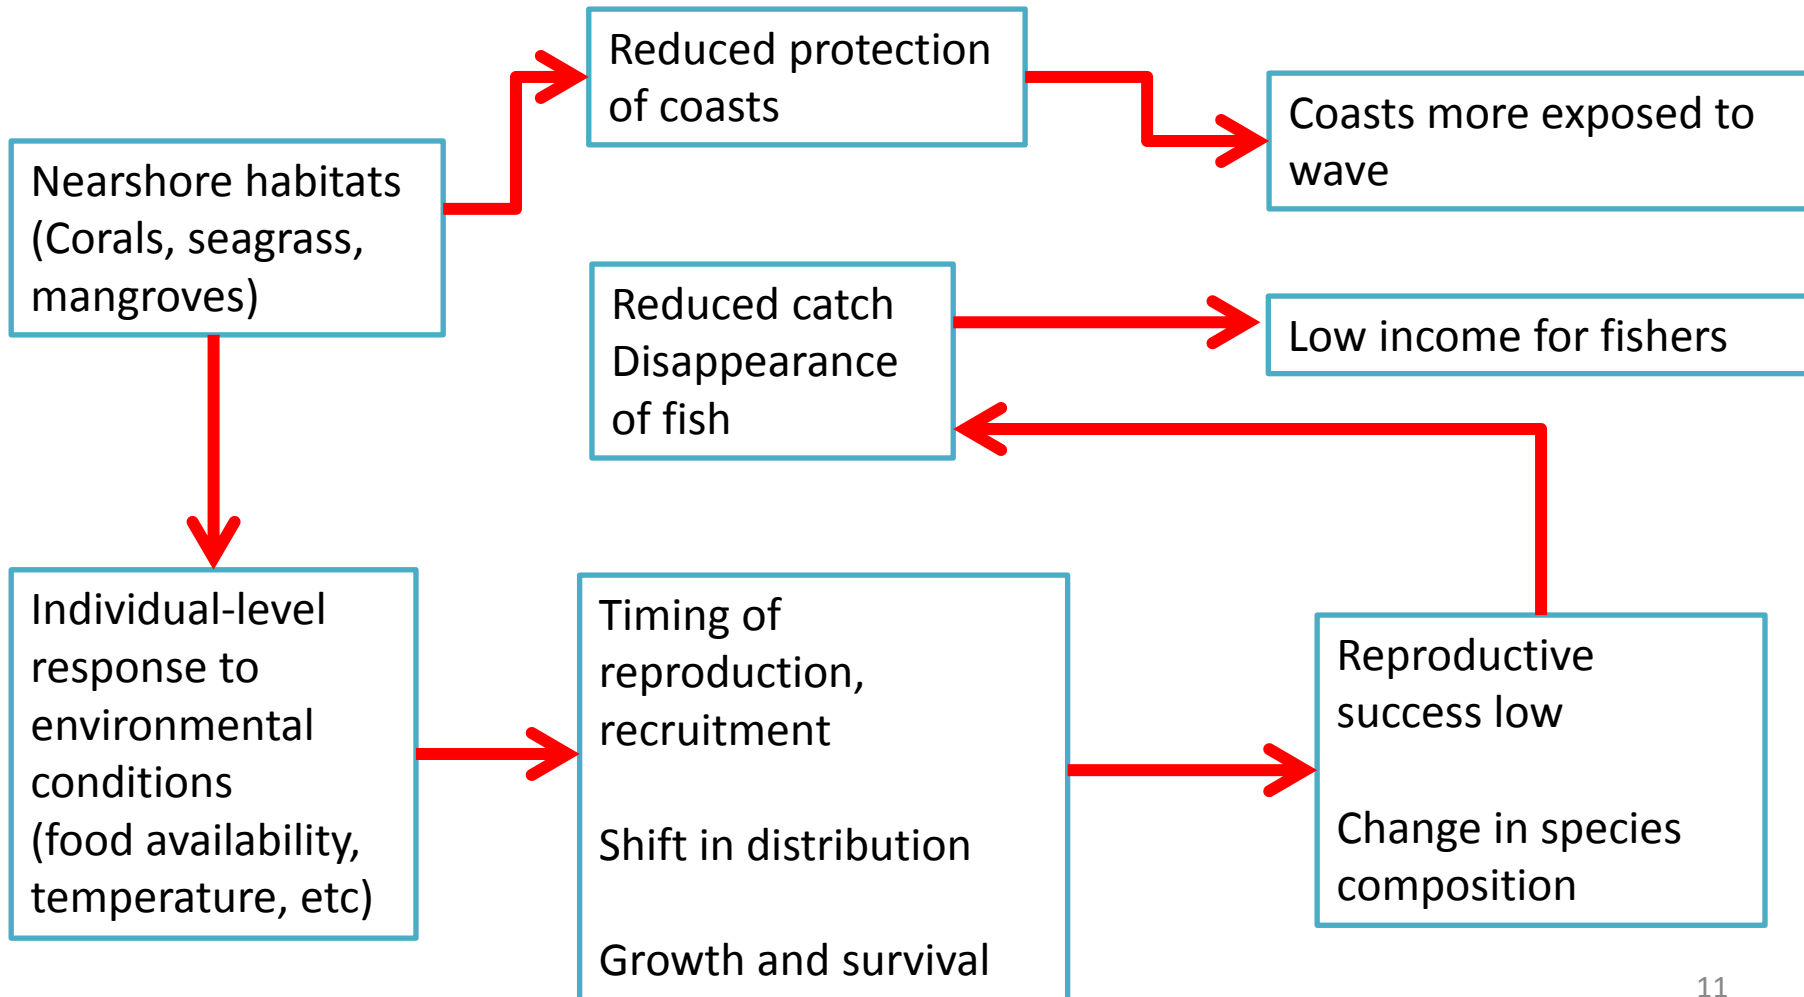 Reduced protection
of coasts
Coasts more exposed to
wave
Nearshore habitats
(Corals, seagrass,
mangroves)
Reduced catch
Disappearance
of fish
Low income for fishers
Individual-level
response to
environmental
conditions
(food availability,
temperature, etc)
Timing of
reproduction,
recruitment
Shift in distribution
Growth and survival
Reproductive
success low
Change in species
composition
11